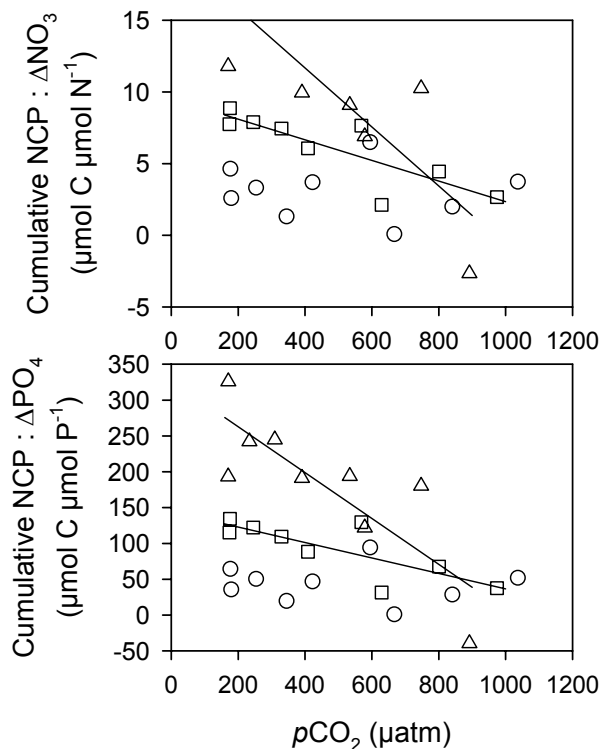 Cumulative NCP : ΔNO₃
(µmol C µmol N⁻¹)
15
10
5
0
-5
0 200 400 600 800 1000 1200
Cumulative NCP : ΔPO₄
(µmol C µmol P⁻¹)
350
300
250
200
150
100
50
0
-50
0 200 400 600 800 1000 1200
pCO₂ (µatm)